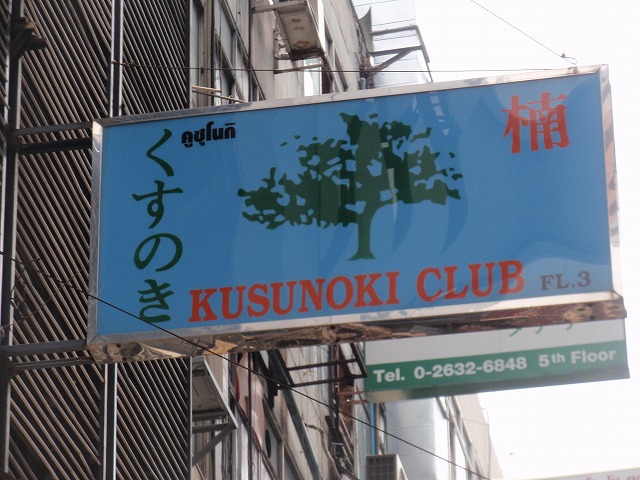 คูซุโนกิ
くすのき
楠
KUSUNOKI CLUB FL.3
Tel. 0-2632-6848 5th Floor